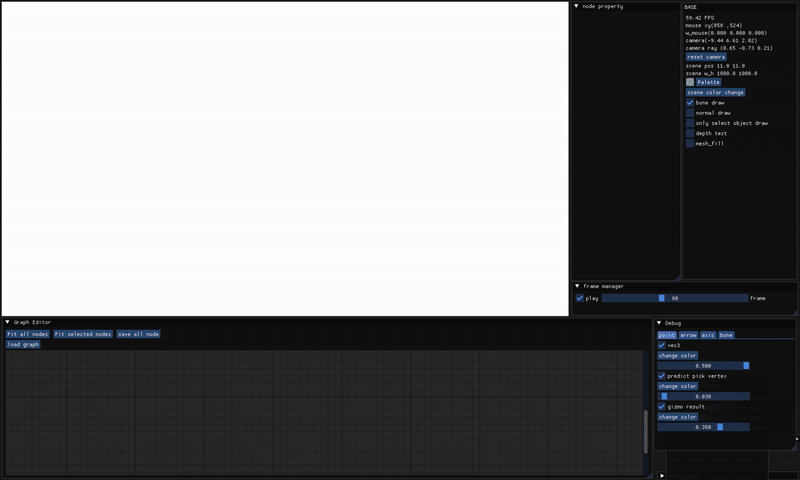 node property
BASE
59.42 FPS
mouse xy(858 ,524)
w_mouse(0.000 0.000 0.000)
camera(-9.44 6.61 2.02)
camera ray (0.65 -0.73 0.21)
reset camera
scene pos 11.0 11.0
scene w_h 1000.0 1000.0
Palette
scene color change
bone draw
normal draw
only select object draw
depth test
mesh_fill
frame manager
play
80
frame
Graph Editor
Fit all nodes
Fit selected nodes
save all node
load graph
Debug
point
arrow
axis
bone
vec3
change color
0.500
predict pick vertex
change color
0.030
gizmo result
change color
0.350